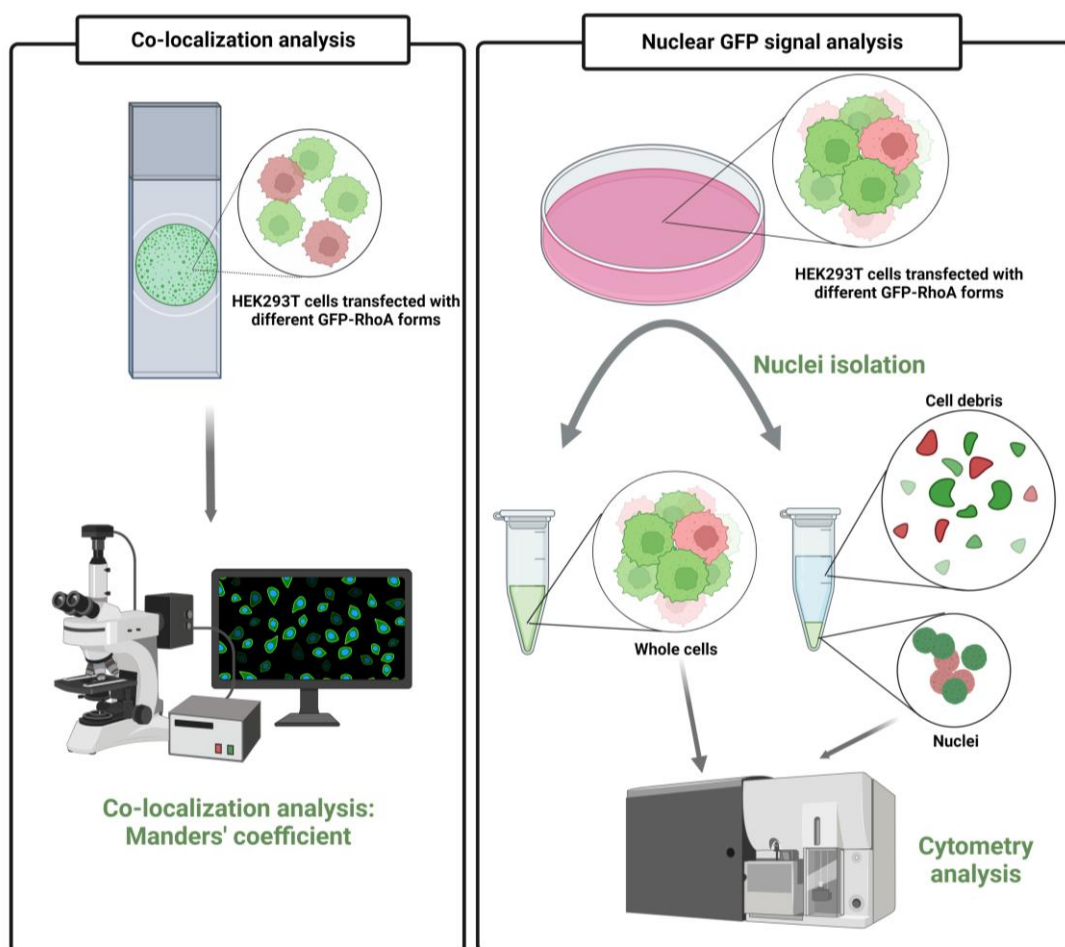 Co-localization analysis
HEK293T cells transfected with
different GFP-RhoA forms
Co-localization analysis:
Manders' coefficient
Nuclear GFP signal analysis
HEK293T cells transfected with
different GFP-RhoA forms
Nuclei isolation
Cell debris
Whole cells
Nuclei
Cytometry
analysis